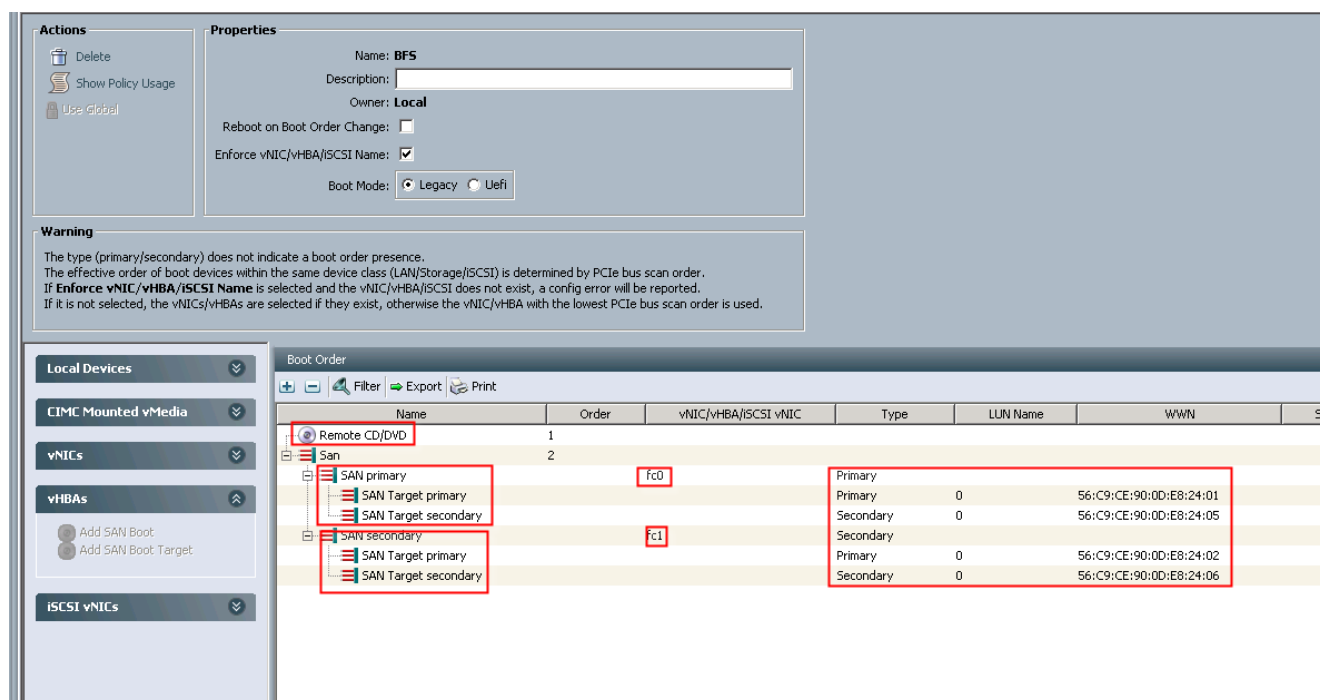 Actions
Delete
Show Policy Usage
Use Global
Properties
Name: BFS
Description:
Owner: Local
Reboot on Boot Order Change:
Enforce vNIC/vHBA/iSCSI Name:
Boot Mode: Legacy Uefi
Warning
The type (primary/secondary) does not indicate a boot order presence.
The effective order of boot devices within the same device class (LAN/Storage/iSCSI) is determined by PCIe bus scan order.
If Enforce vNIC/vHBA/iSCSI Name is selected and the vNIC/vHBA/iSCSI does not exist, a config error will be reported.
If it is not selected, the vNICs/vHBAs are selected if they exist, otherwise the vNIC/vHBA with the lowest PCIe bus scan order is used.
Local Devices
CIMC Mounted vMedia
vNICs
vHBAs
Add SAN Boot
Add SAN Boot Target
iSCSI vNICs
Boot Order
Filter Export Print
Name Order vNIC/vHBA/iSCSI vNIC Type LUN Name WWN S
Remote CD/DVD 1
San 2
SAN primary fc0 Primary
SAN Target primary Primary 0 56:C9:CE:90:0D:E8:24:01
SAN Target secondary Secondary 0 56:C9:CE:90:0D:E8:24:05
SAN secondary fc1 Secondary
SAN Target primary Primary 0 56:C9:CE:90:0D:E8:24:02
SAN Target secondary Secondary 0 56:C9:CE:90:0D:E8:24:06